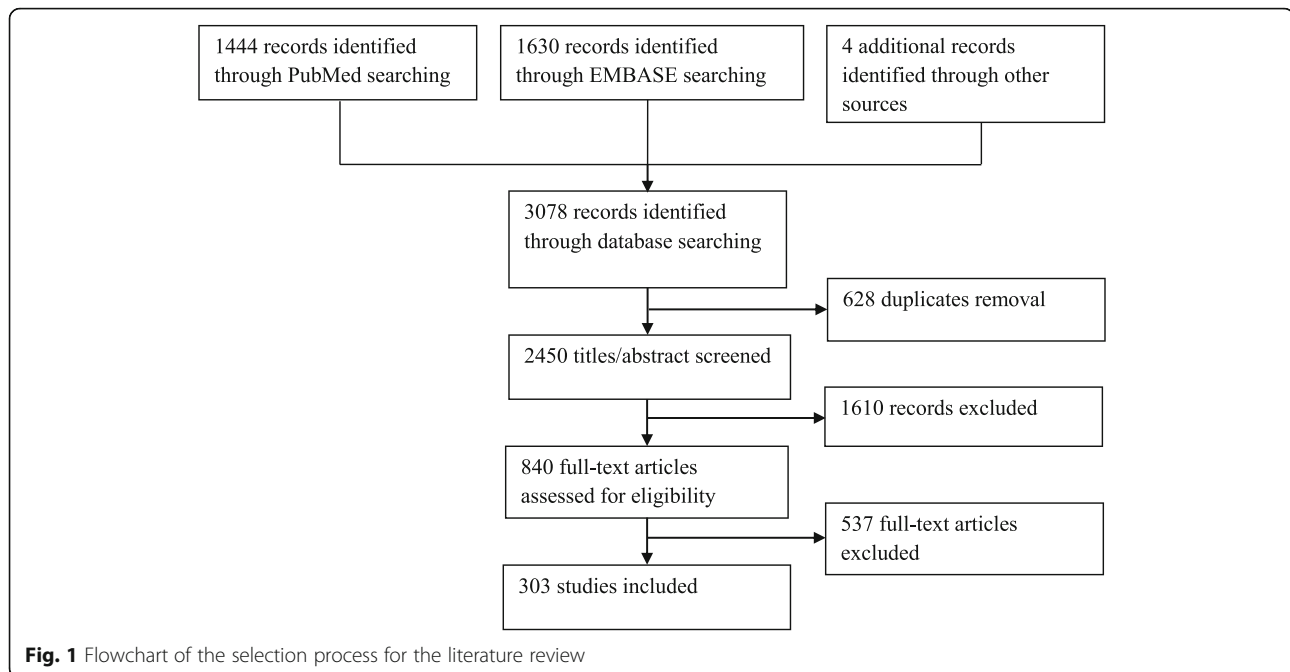 1444 records identified
through PubMed searching
1630 records identified
through EMBASE searching
4 additional records
identified through other
sources
3078 records identified
through database searching
628 duplicates removal
2450 titles/abstract screened
1610 records excluded
840 full-text articles
assessed for eligibility
537 full-text articles
excluded
303 studies included
Fig. 1 Flowchart of the selection process for the literature review